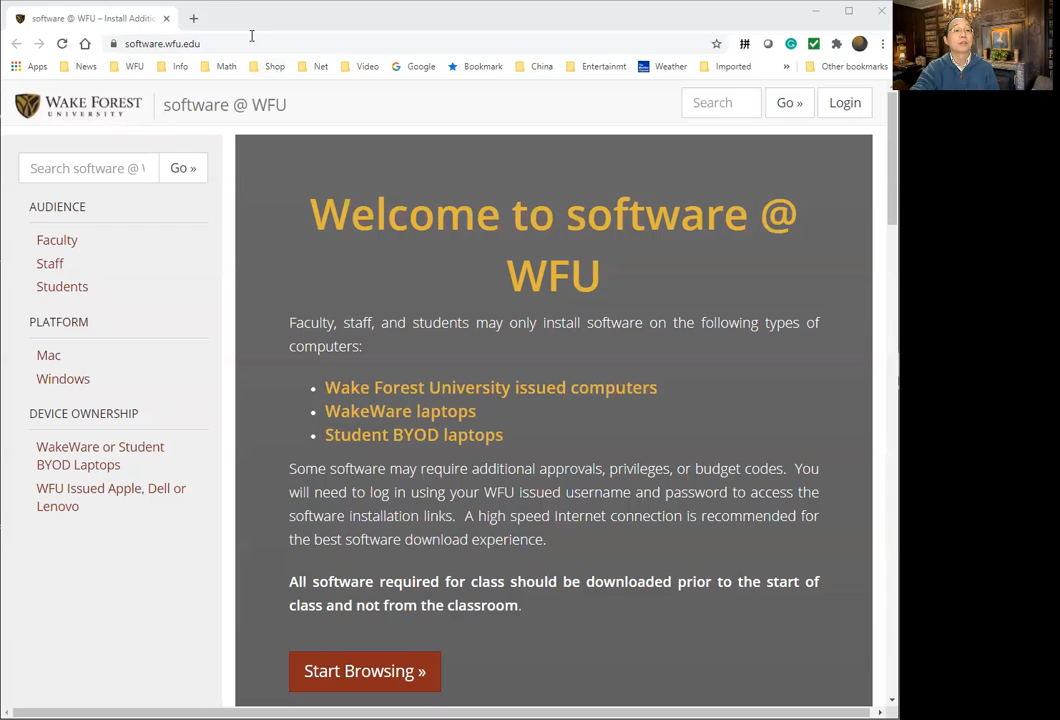 software @ WFU – Install Additio
software.wfu.edu
Apps
News
WFU
Info
Math
Shop
Net
Video
Google
Bookmark
China
Entertainmt
Weather
Imported
»
Other bookmarks
WAKE FOREST
UNIVERSITY
software @ WFU
Search
Go »
Login
Search software @ W
Go »
AUDIENCE
Faculty
Staff
Students
PLATFORM
Mac
Windows
DEVICE OWNERSHIP
WakeWare or Student
BYOD Laptops
WFU Issued Apple, Dell or
Lenovo
Welcome to software @
WFU
Faculty, staff, and students may only install software on the following types of
computers:
• Wake Forest University issued computers
• WakeWare laptops
• Student BYOD laptops
Some software may require additional approvals, privileges, or budget codes. You
will need to log in using your WFU issued username and password to access the
software installation links. A high speed Internet connection is recommended for
the best software download experience.
All software required for class should be downloaded prior to the start of
class and not from the classroom.
Start Browsing »